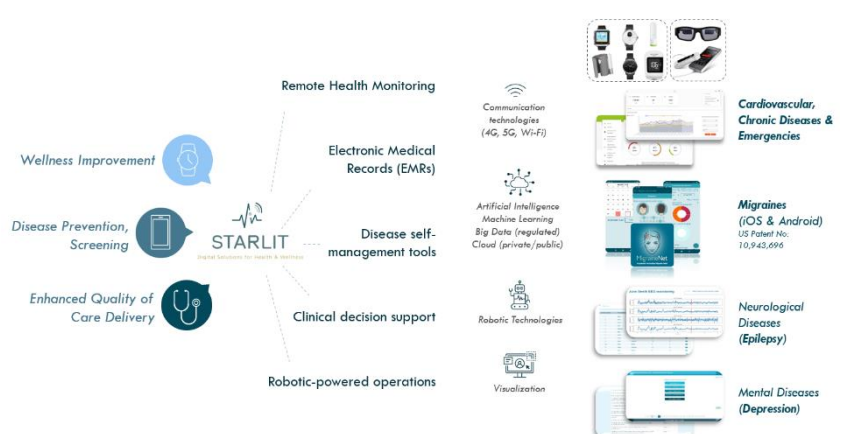 Wellness Improvement
Disease Prevention,
Screening
Enhanced Quality of
Care Delivery
STARLIT
Digital Solutions for Health & Wellness
Remote Health Monitoring
Electronic Medical
Records (EMRs)
Disease self-
management tools
Clinical decision support
Robotic-powered operations
Communication
technologies
(4G, 5G, Wi-Fi)
Artificial Intelligence
Machine Learning
Big Data (regulated)
Cloud (private/public)
Robotic Technologies
Visualization
MigraineNet
Cardiovascular,
Chronic Diseases &
Emergencies
Migraines
(iOS & Android)
US Patent No:
10,943,696
Neurological
Diseases
(Epilepsy)
Mental Diseases
(Depression)